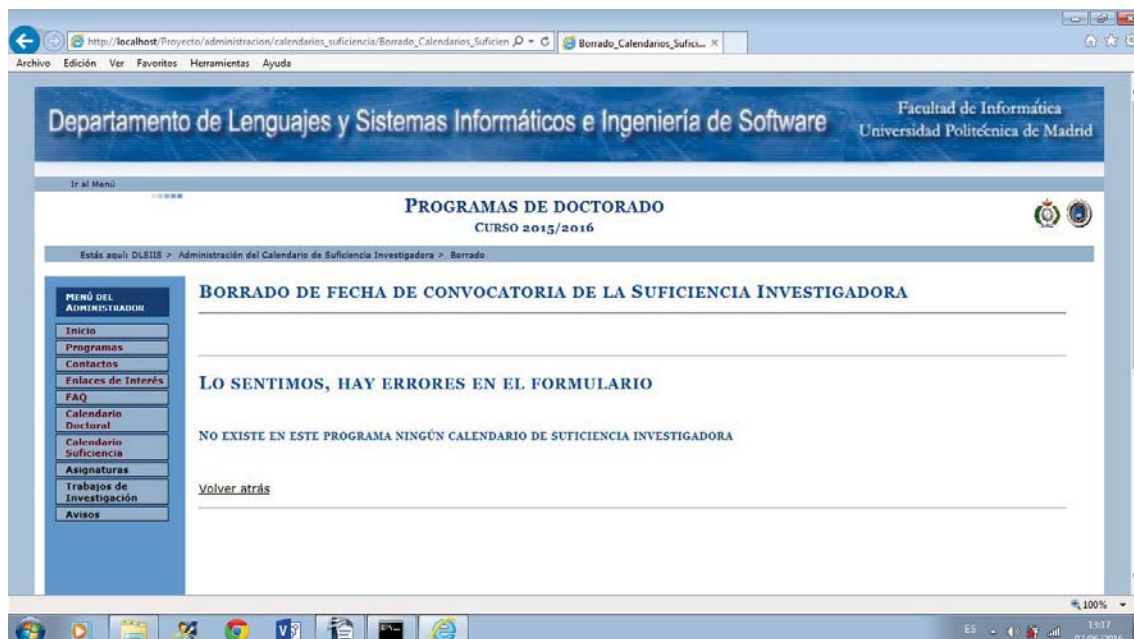 http://localhost/Proyecto/administracion/calendarios_suficiencia/Borrado_Calendarios_Suficien
Borrado_Calendarios_Sufici...
Archivo Edición Ver Favoritos Herramientas Ayuda
Departamento de Lenguajes y Sistemas Informáticos e Ingeniería de Software
Facultad de Informática
Universidad Politécnica de Madrid
Ir al Menú
PROGRAMAS DE DOCTORADO
CURSO 2015/2016
Estás aquí: DLSIIS > Administración del Calendario de Suficiencia Investigadora > Borrado
MENÚ DEL
ADMINISTRADOR
Inicio
Programas
Contactos
Enlaces de Interés
FAQ
Calendario
Doctoral
Calendario
Suficiencia
Asignaturas
Trabajos de
Investigación
Avisos
BORRADO DE FECHA DE CONVOCATORIA DE LA SUFICIENCIA INVESTIGADORA
LO SENTIMOS, HAY ERRORES EN EL FORMULARIO
NO EXISTE EN ESTE PROGRAMA NINGÚN CALENDARIO DE SUFICIENCIA INVESTIGADORA
Volver atrás
100%
ES
13:17